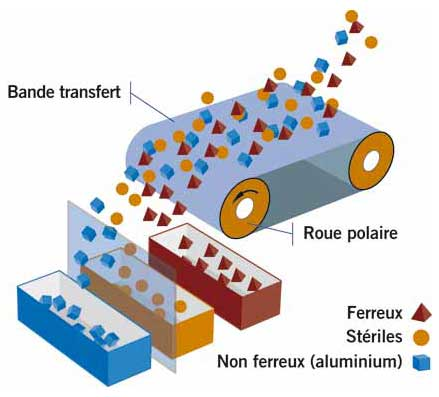 Bande transfert
Roue polaire
Ferreux
Stériles
Non ferreux (aluminium)